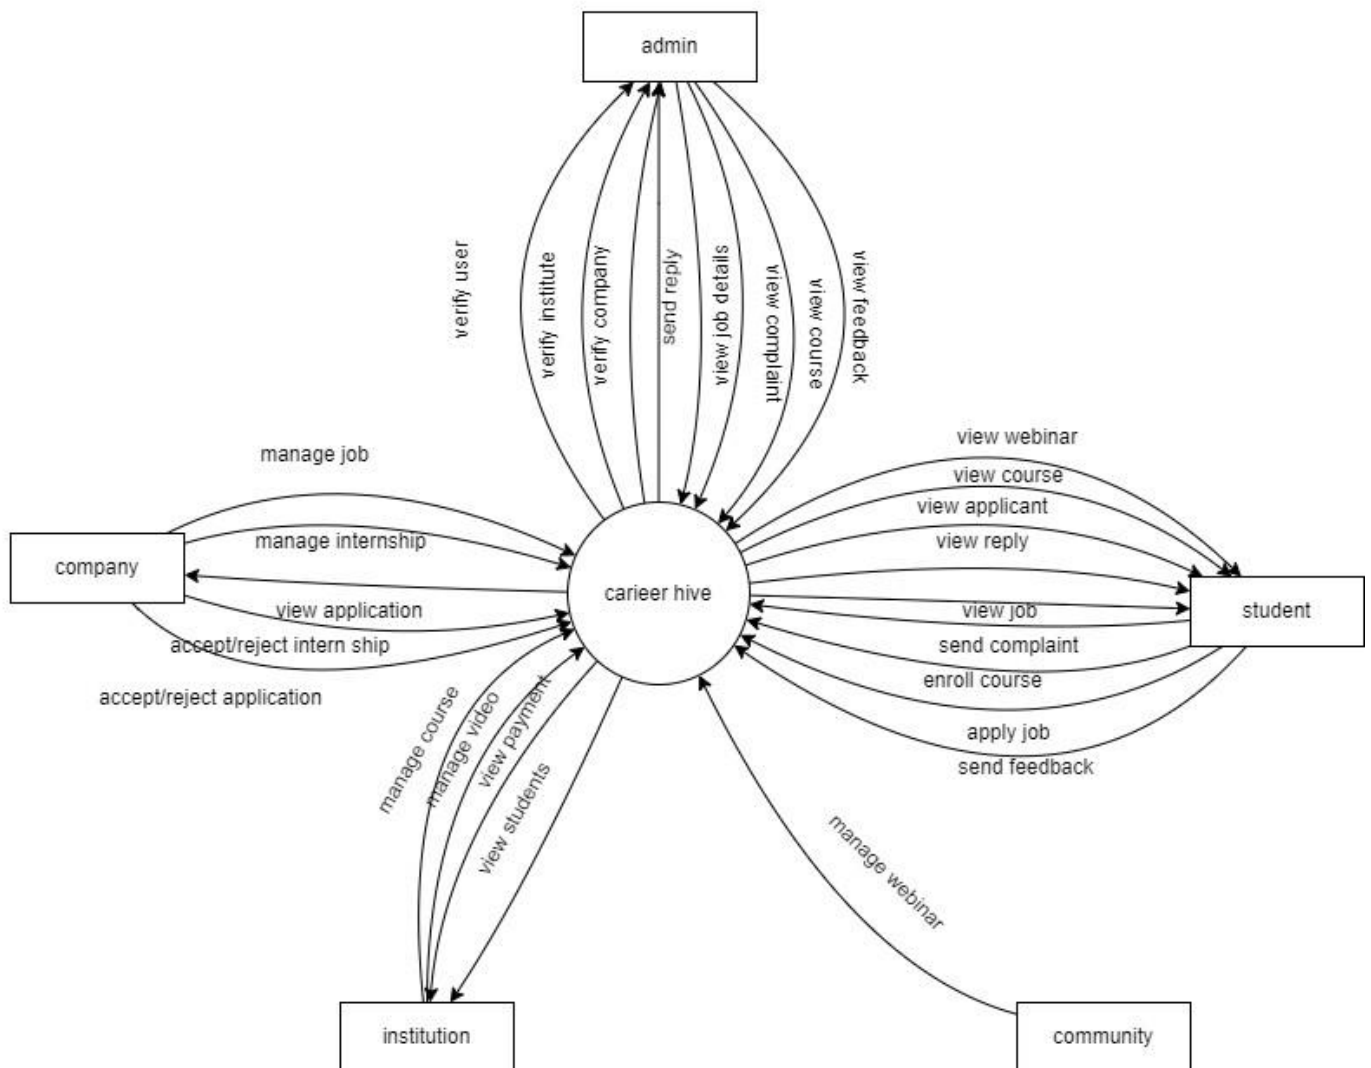 admin
verify user
verify institute
verify company
send reply
view job details
view complaint
view course
view feedback
manage job
manage internship
company
view application
accept/reject intern ship
accept/reject application
carieer hive
view webinar
view course
view applicant
view reply
student
view job
send complaint
enroll course
apply job
send feedback
manage course
manage video
view payment
view students
manage webinar
institution
community